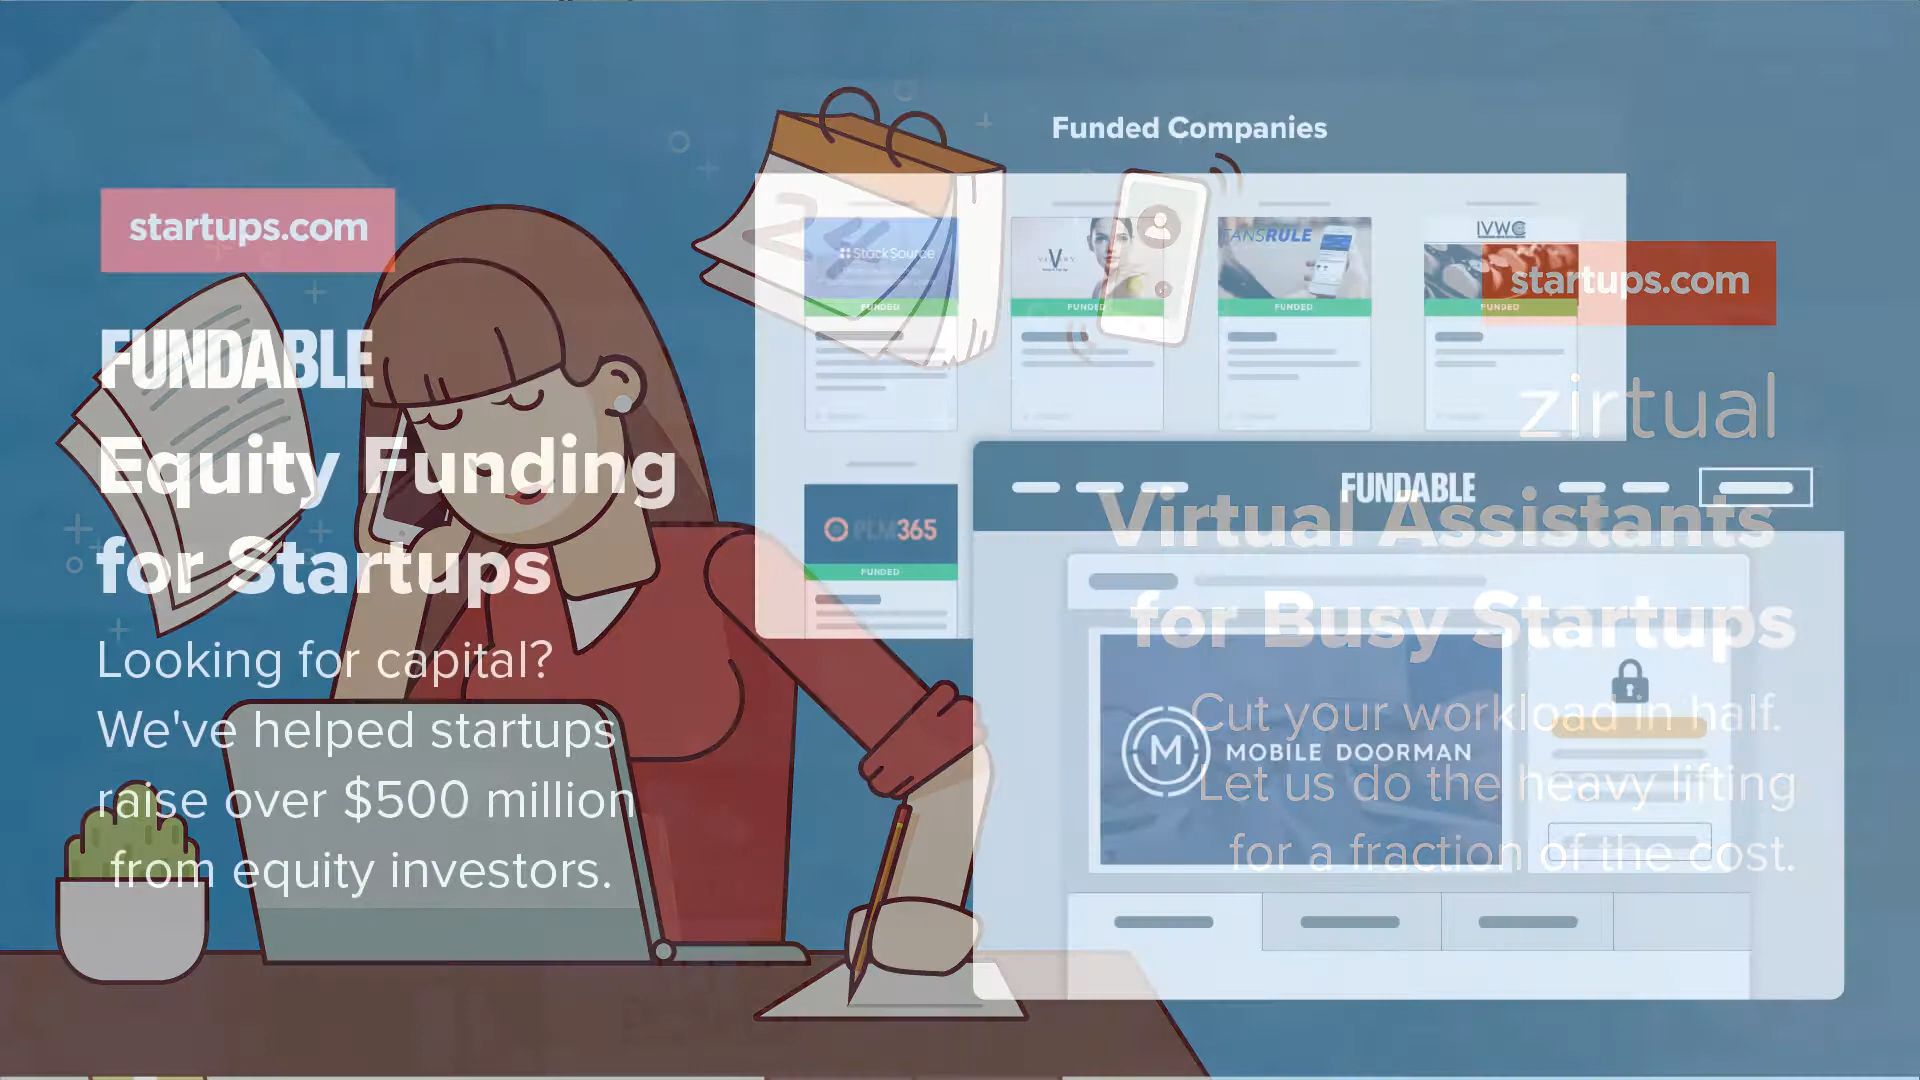 startups.com
FUNDABLE
Equity Funding
for Startups
Looking for capital?
We've helped startups
raise over $500 million
from equity investors.
Funded Companies
2
StackSource
FUNDED
FUNDED
TANSRULE
FUNDED
IVWC
FUNDED
PLM365
FUNDED
FUNDABLE
M
MOBILE DOORMAN
startups.com
zirtual
Virtual Assistants
for Busy Startups
Cut your workload in half.
Let us do the heavy lifting
for a fraction of the cost.